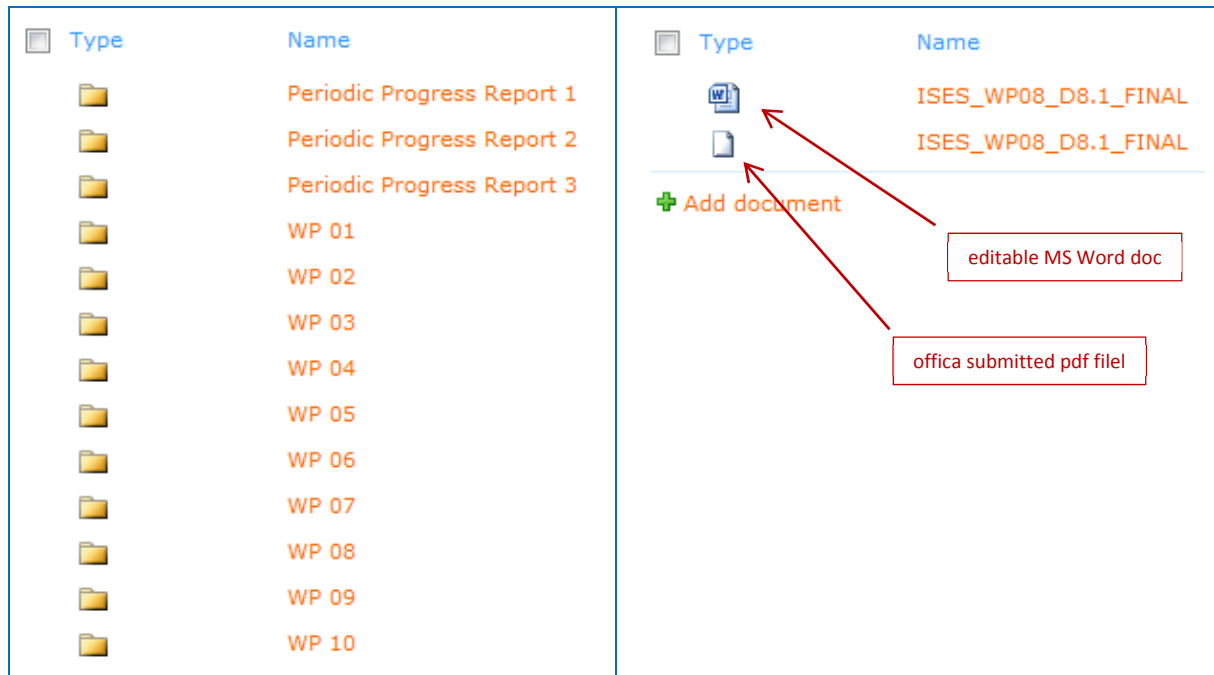 Type Name
Periodic Progress Report 1
Periodic Progress Report 2
Periodic Progress Report 3
WP 01
WP 02
WP 03
WP 04
WP 05
WP 06
WP 07
WP 08
WP 09
WP 10
Type Name
ISES_WP08_D8.1_FINAL
ISES_WP08_D8.1_FINAL
Add document
editable MS Word doc
offica submitted pdf filel